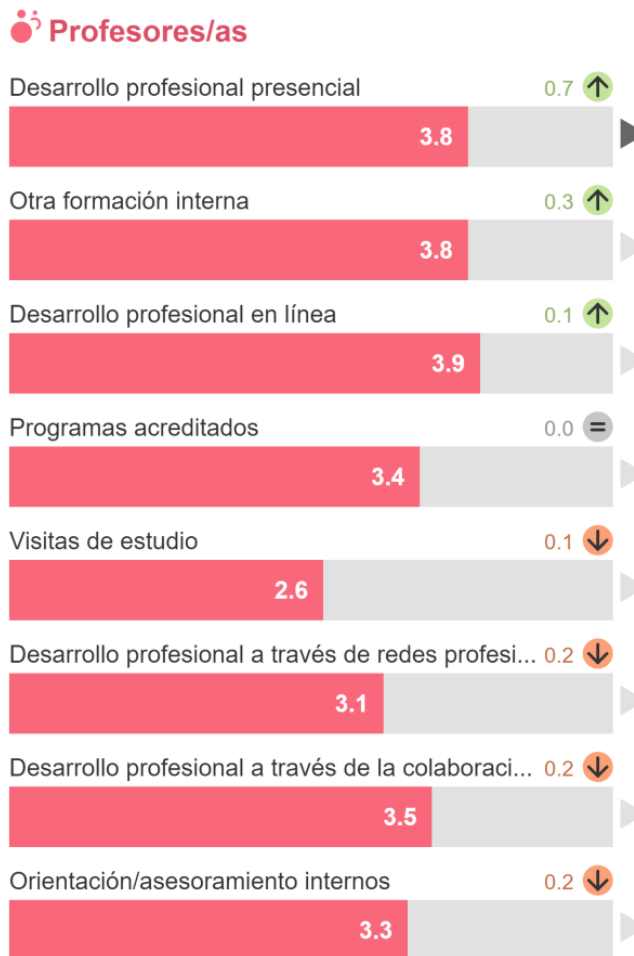 Profesores/as
Desarrollo profesional presencial 0.7
3.8
Otra formación interna 0.3
3.8
Desarrollo profesional en línea 0.1
3.9
Programas acreditados 0.0 =
3.4
Visitas de estudio 0.1
2.6
Desarrollo profesional a través de redes profesi... 0.2
3.1
Desarrollo profesional a través de la colaboraci... 0.2
3.5
Orientación/asesoramiento internos 0.2
3.3